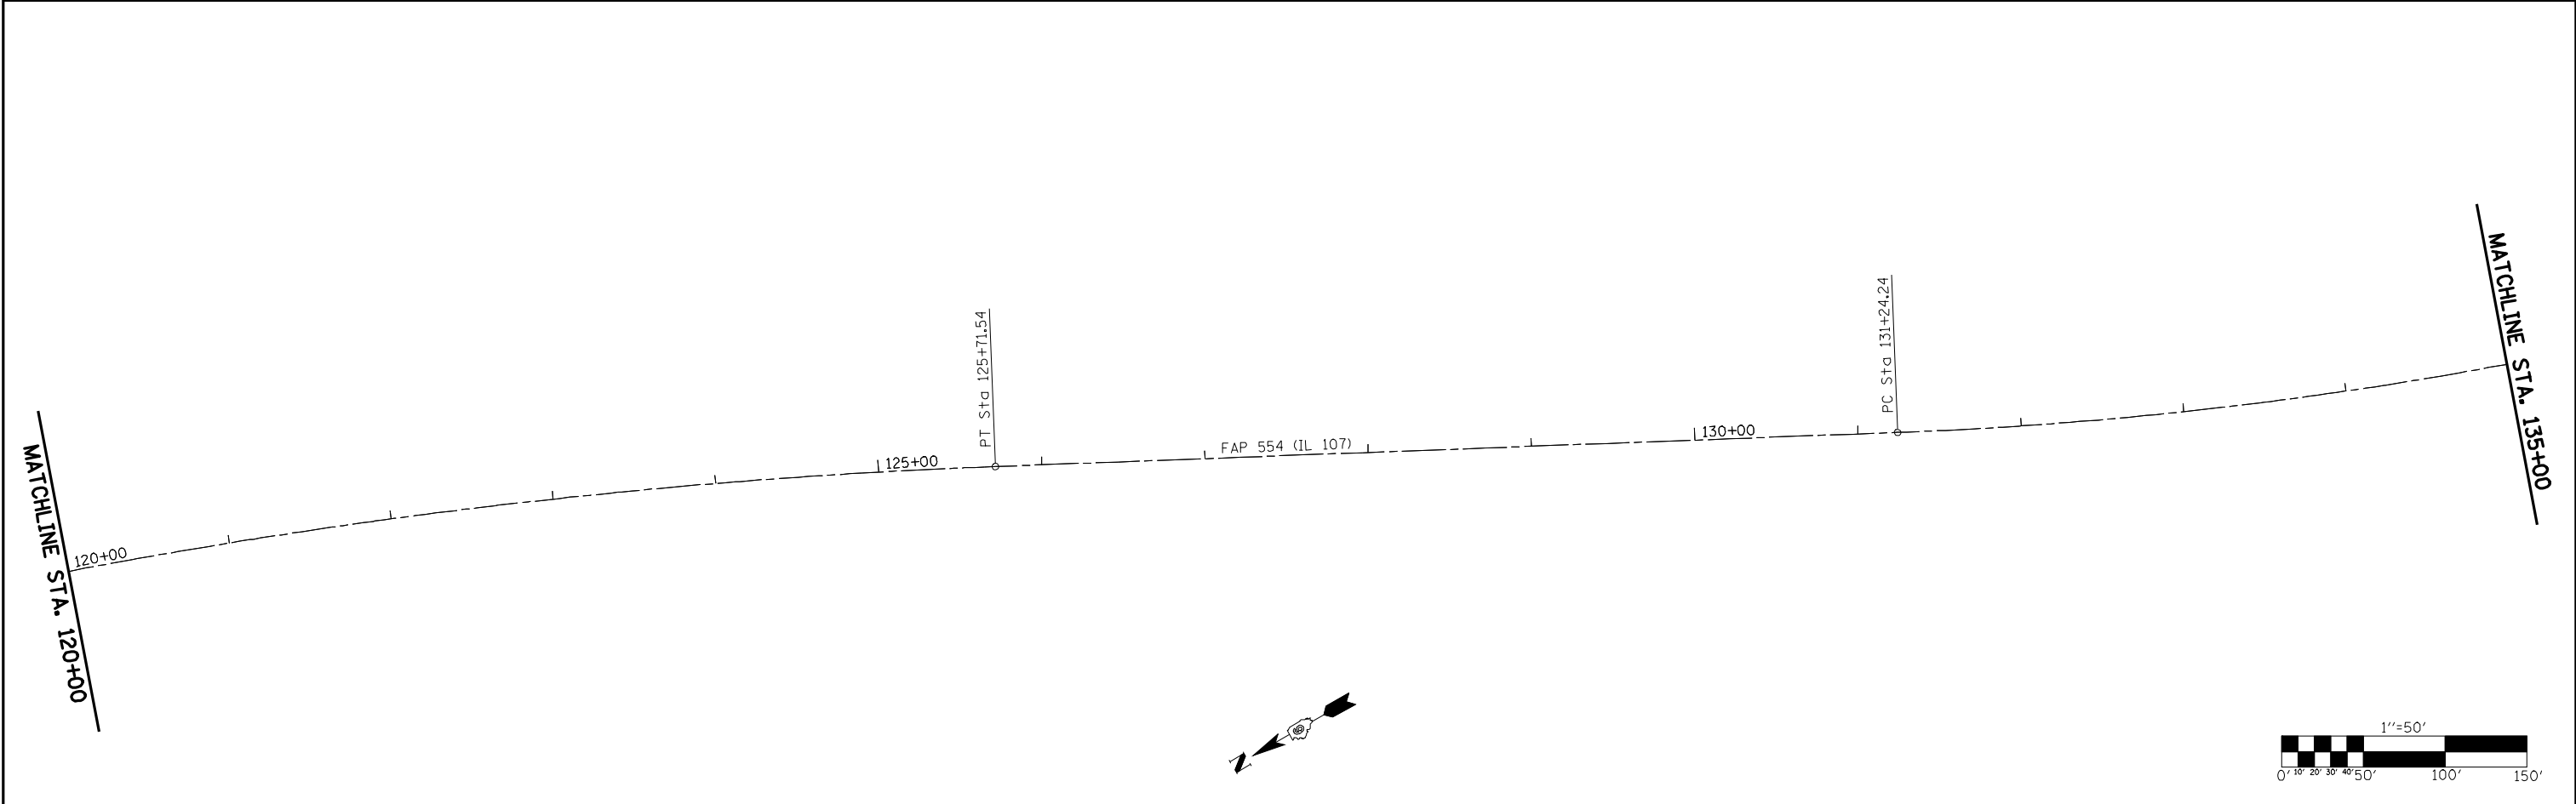 MATCHLINE STA. 120+00
120+00
125+00
PT Sta 125+71.54
FAP 554 (IL 107)
130+00
PC Sta 131+24.24
MATCHLINE STA. 135+00
N
1"=50'
0' 10' 20' 30' 40' 50' 100' 150'